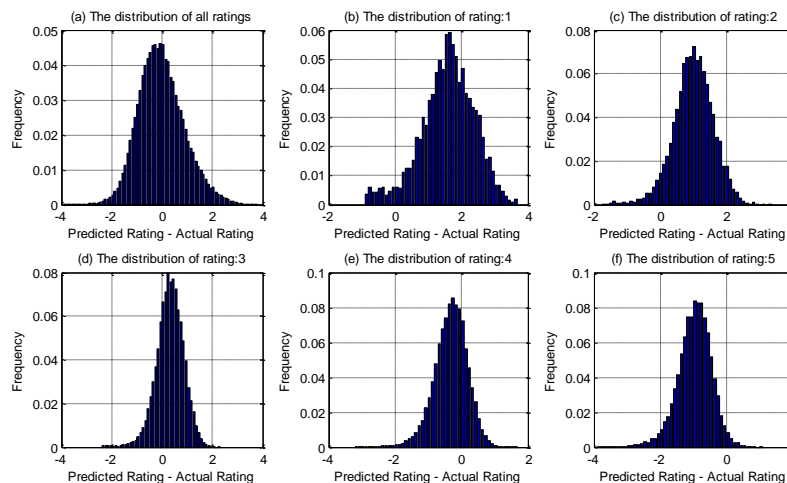 (a) The distribution of all ratings
0.05
0.04
0.03
0.02
0.01
0
-4 -2 0 2 4
Frequency
Predicted Rating - Actual Rating
(b) The distribution of rating:1
0.06
0.05
0.04
0.03
0.02
0.01
0
0 2 4
Frequency
Predicted Rating - Actual Rating
(c) The distribution of rating:2
0.08
0.06
0.04
0.02
0
-2 0 2
Frequency
Predicted Rating - Actual Rating
(d) The distribution of rating:3
0.08
0.06
0.04
0.02
0
-4 -2 0 2 4
Frequency
Predicted Rating - Actual Rating
(e) The distribution of rating:4
0.1
0.08
0.06
0.04
0.02
0
-4 -2 0 2
Frequency
Predicted Rating - Actual Rating
(f) The distribution of rating:5
0.1
0.08
0.06
0.04
0.02
0
-4 -2 0
Frequency
Predicted Rating - Actual Rating